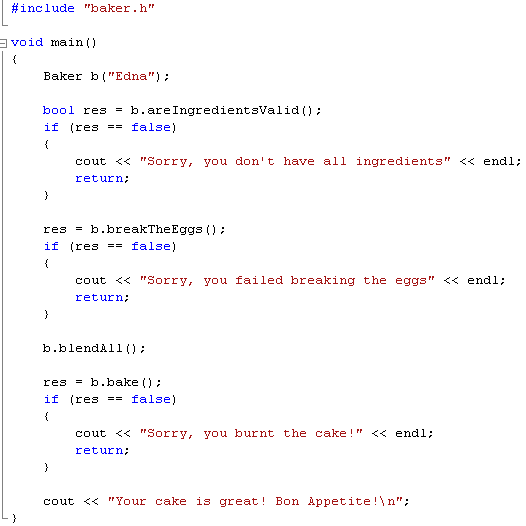 #include "baker.h"
void main()
{
Baker b("Edna");
bool res = b.areIngredientsValid();
if (res == false)
{
cout << "Sorry, you don't have all ingredients" << endl;
return;
}
res = b.breakTheEggs();
if (res == false)
{
cout << "Sorry, you failed breaking the eggs" << endl;
return;
}
b.blendAll();
res = b.bake();
if (res == false)
{
cout << "Sorry, you burnt the cake!" << endl;
return;
}
cout << "Your cake is great! Bon Appetite!\n";
}